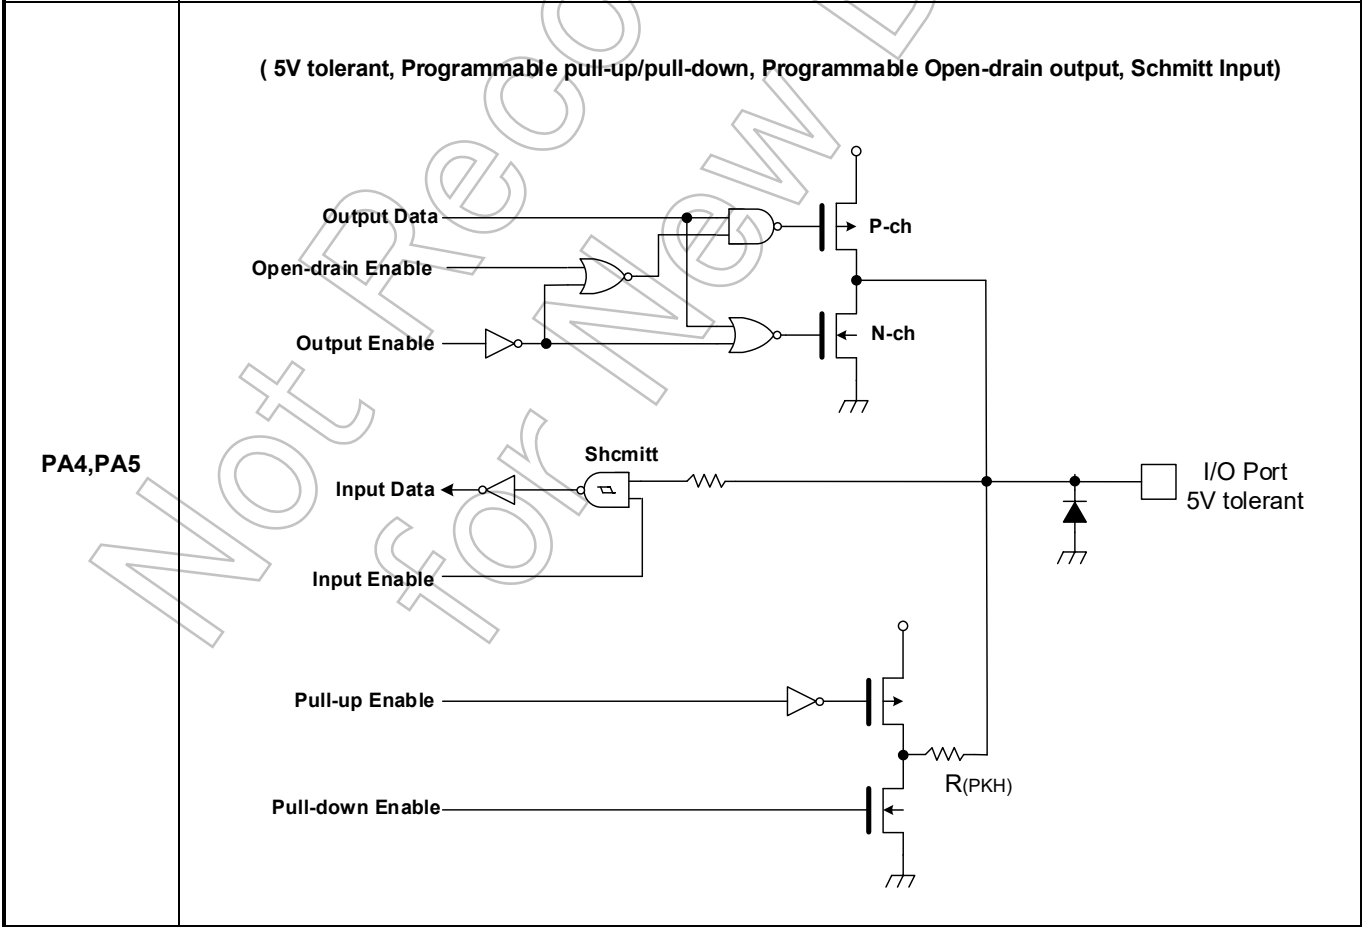 ( 5V tolerant, Programmable pull-up/pull-down, Programmable Open-drain output, Schmitt Input)
Output Data
P-ch
Open-drain Enable
Output Enable
N-ch
PA4,PA5
Shcmitt
Input Data
I/O Port
5V tolerant
Input Enable
Pull-up Enable
R(PKH)
Pull-down Enable
Not Reco
for New D